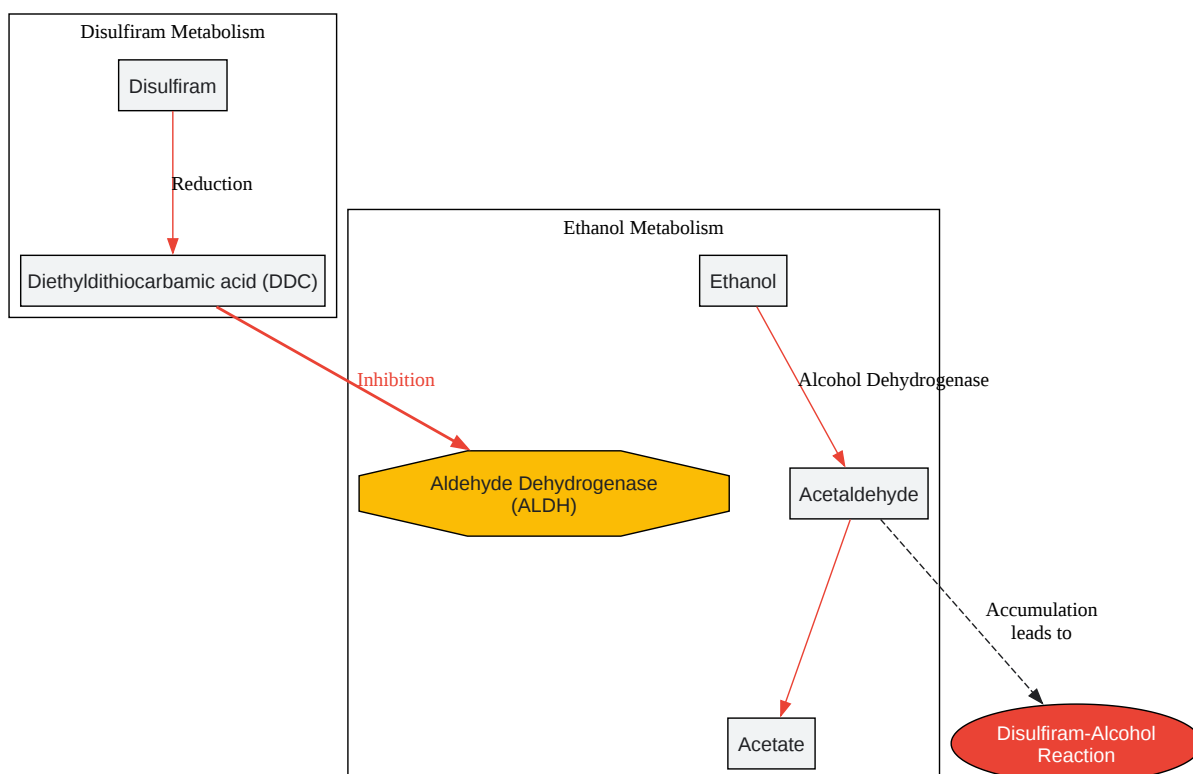 Disulfiram Metabolism
Disulfiram
Reduction
Diethyldithiocarbamic acid (DDC)
Ethanol Metabolism
Ethanol
Inhibition
Alcohol Dehydrogenase
Aldehyde Dehydrogenase
(ALDH)
Acetaldehyde
Accumulation
leads to
Acetate
Disulfiram-Alcohol
Reaction